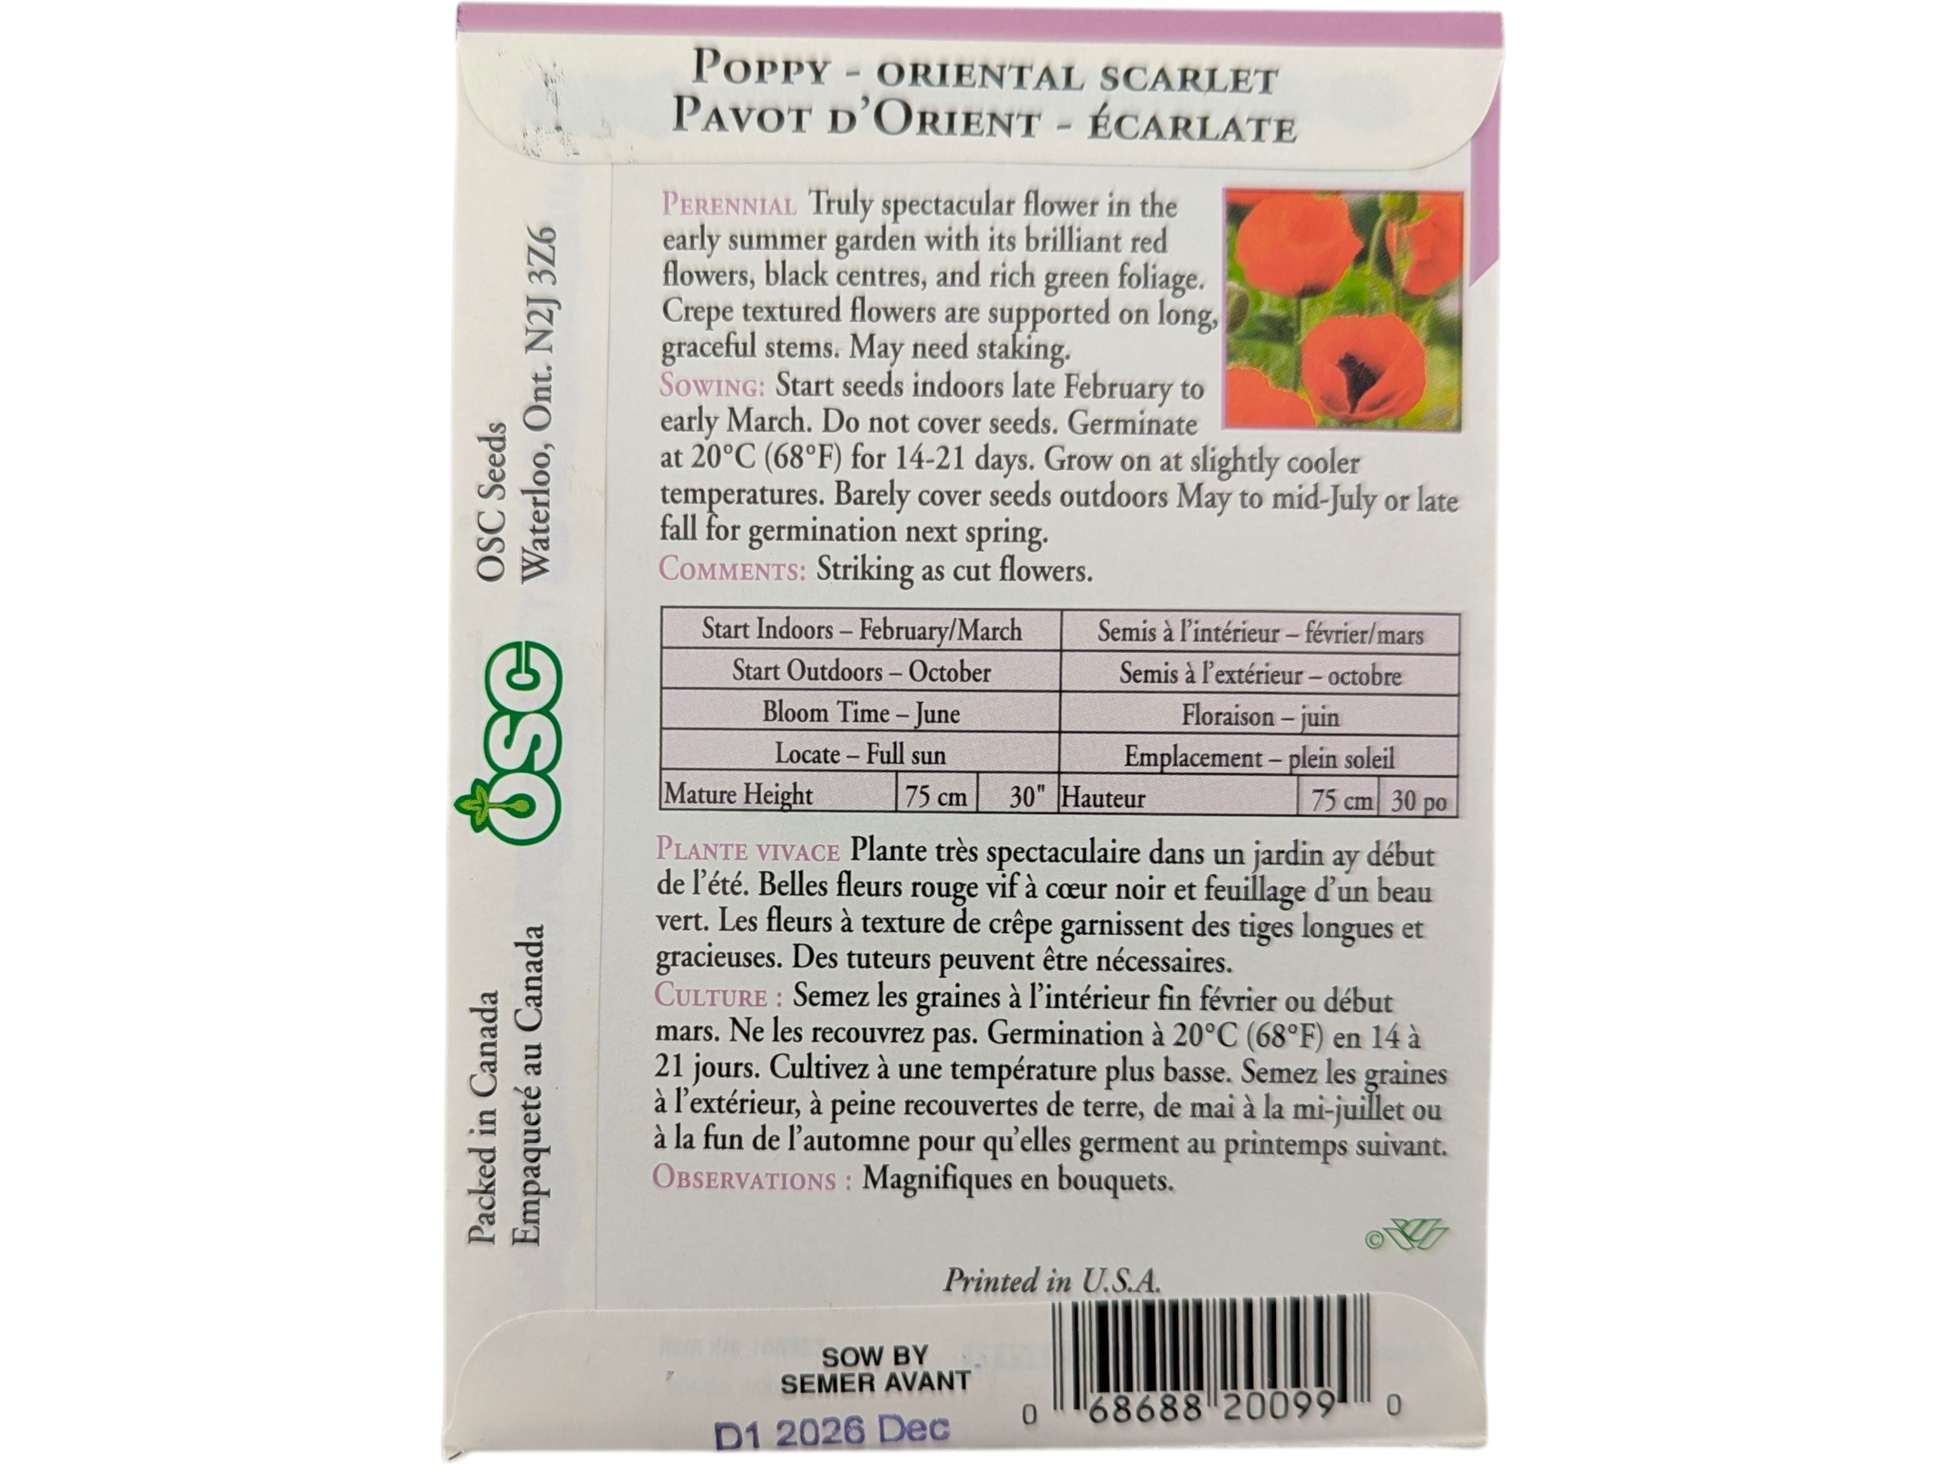 POPPY - ORIENTAL SCARLET
PAVOT D'ORIENT - ÉCARLATE
PERENNIAL Truly spectacular flower in the
early summer garden with its brilliant red
flowers, black centres, and rich green foliage.
Crepe textured flowers are supported on long,
graceful stems. May need staking.
SOWING: Start seeds indoors late February to
early March. Do not cover seeds. Germinate
at 20°C (68°F) for 14-21 days. Grow on at slightly cooler
temperatures. Barely cover seeds outdoors May to mid-July or late
fall for germination next spring.
COMMENTS: Striking as cut flowers.
Start Indoors – February/March Semis à l'intérieur – février/mars
Start Outdoors – October Semis à l'extérieur – octobre
Bloom Time – June Floraison – juin
Locate – Full sun Emplacement – plein soleil
Mature Height 75 cm 30" Hauteur 75 cm 30 po
PLANTE VIVACE Plante très spectaculaire dans un jardin ay début
de l'été. Belles fleurs rouge vif à cœur noir et feuillage d'un beau
vert. Les fleurs à texture de crêpe garnissent des tiges longues et
gracieuses. Des tuteurs peuvent être nécessaires.
CULTURE : Semez les graines à l'intérieur fin février ou début
mars. Ne les recouvrez pas. Germination à 20°C (68°F) en 14 à
21 jours. Cultivez à une température plus basse. Semez les graines
à l'extérieur, à peine recouvertes de terre, de mai à la mi-juillet ou
à la fun de l'automne pour qu'elles germent au printemps suivant.
OBSERVATIONS : Magnifiques en bouquets.
©
Printed in U.S.A.
SOW BY
SEMER AVANT
D1 2026 Dec
0 68688 20099 0
OSC Seeds
Waterloo, Ont. N2J 3Z6
OSC
Packed in Canada
Empaqueté au Canada